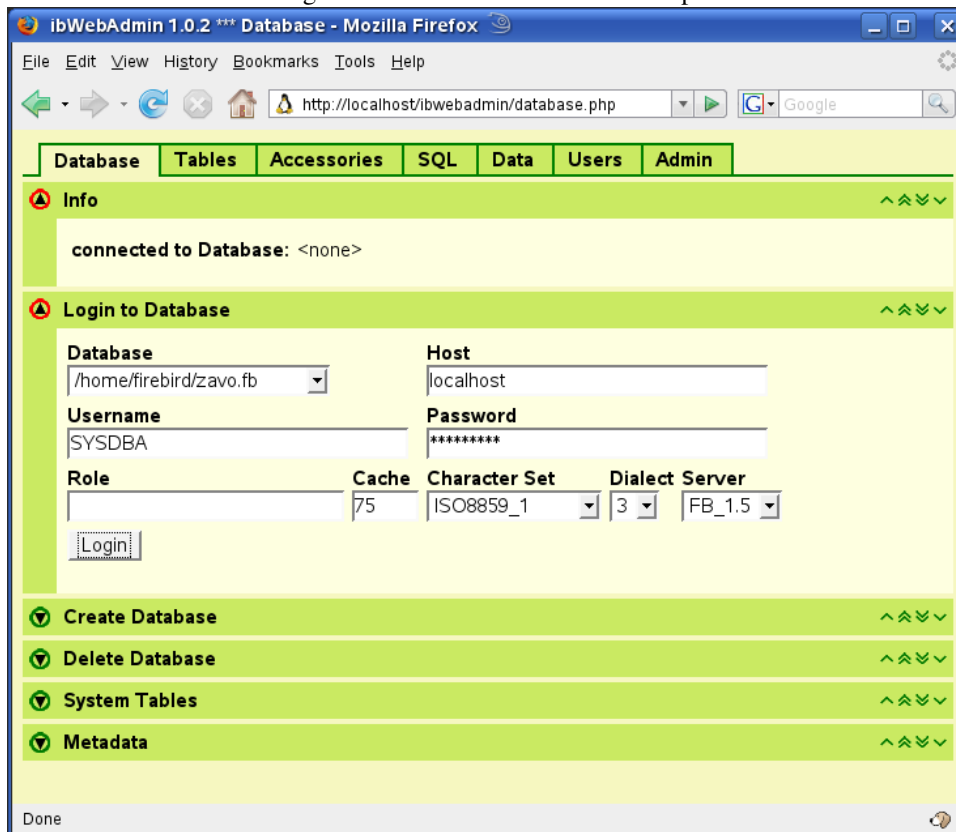 ibWebAdmin 1.0.2 *** Database - Mozilla Firefox
File Edit View History Bookmarks Tools Help
http://localhost/ibwebadmin/database.php G Google
Database Tables Accessories SQL Data Users Admin
Info
connected to Database: <none>
Login to Database
Database Host
/home/firebird/zavo.fb localhost
Username Password
SYSDBA *********
Role Cache Character Set Dialect Server
75 ISO8859_1 3 FB_1.5
Login
Create Database
Delete Database
System Tables
Metadata
Done